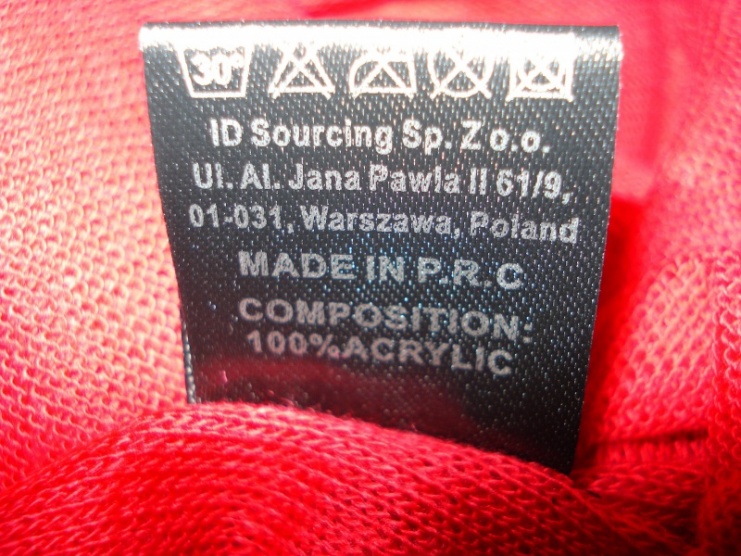 30°
ID Sourcing Sp. Z o.o.
Ul. Al. Jana Pawla II 61/9,
01-031, Warszawa, Poland
MADE IN P.R.C
COMPOSITION:
100%ACRYLIC